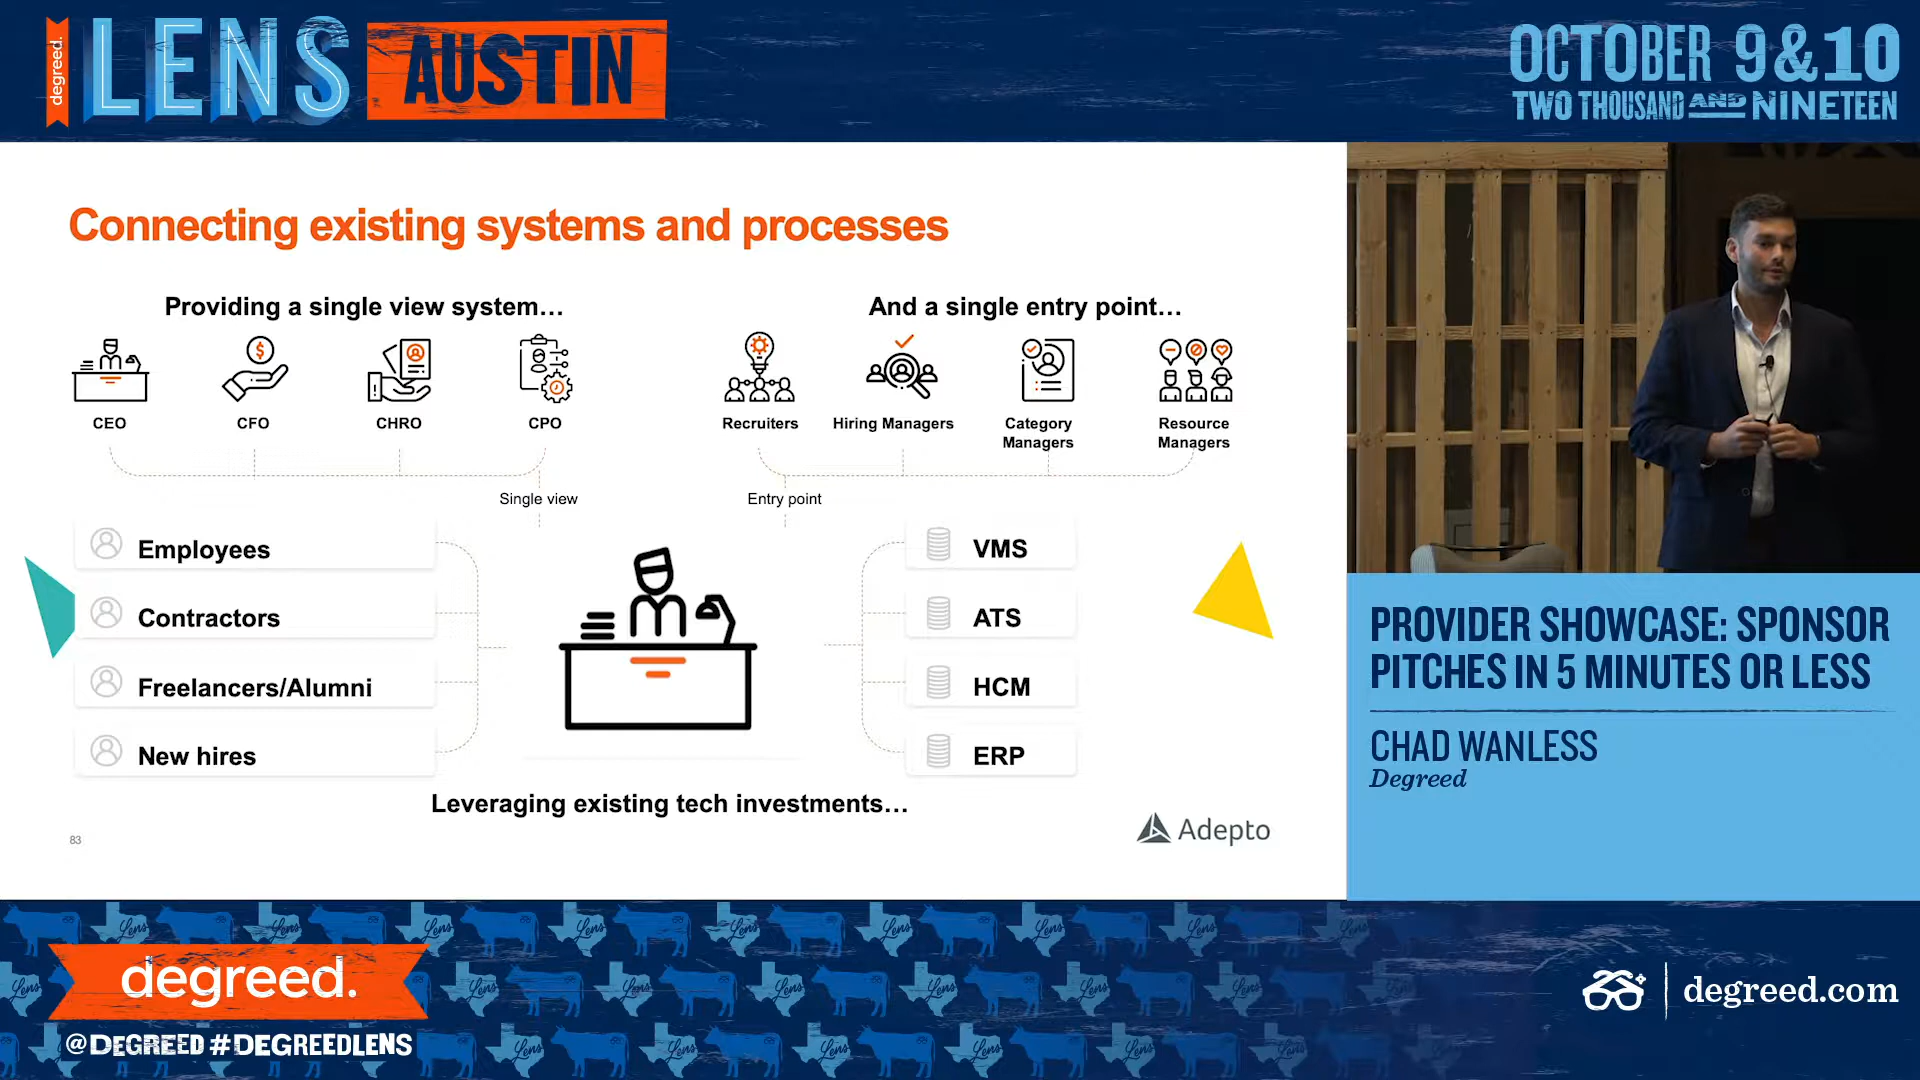 degreed.
LENS
AUSTIN
OCTOBER 9&10
TWO THOUSAND AND NINETEEN
Connecting existing systems and processes
Providing a single view system…
And a single entry point…
CEO
CFO
CHRO
CPO
Recruiters
Hiring Managers
Category
Managers
Resource
Managers
Single view
Entry point
Employees
Contractors
Freelancers/Alumni
New hires
VMS
ATS
HCM
ERP
Leveraging existing tech investments…
83
Adepto
PROVIDER SHOWCASE: SPONSOR
PITCHES IN 5 MINUTES OR LESS
CHAD WANLESS
Degreed
degreed.
@DEGREED #DEGREEDLENS
degreed.com
Lens